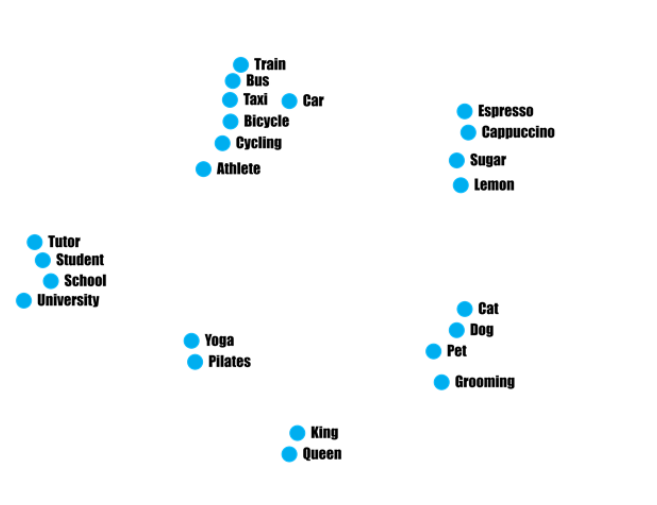 Train
Bus
Taxi
Car
Bicycle
Cycling
Athlete
Espresso
Cappuccino
Sugar
Lemon
Tutor
Student
School
University
Yoga
Pilates
Cat
Dog
Pet
Grooming
King
Queen